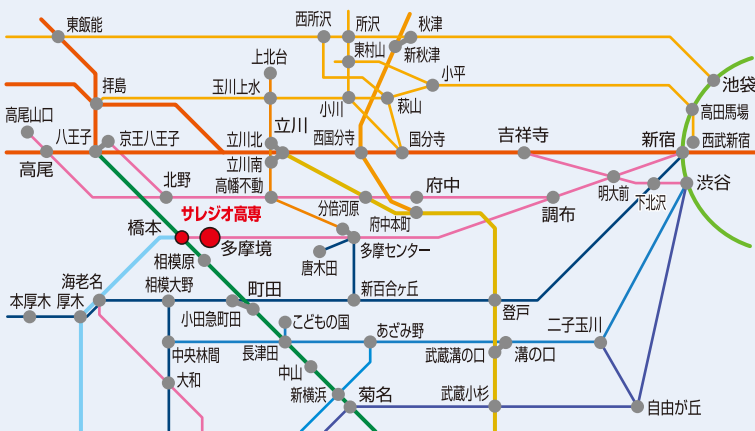 東飯能
西所沢
所沢
秋津
東村山
新秋津
上北台
小平
池袋
拝島
玉川上水
小川
萩山
高田馬場
高尾山口
八王子
京王八王子
立川北
立川
西国分寺
国分寺
吉祥寺
新宿
西武新宿
高尾
立川南
北野
高幡不動
府中
明大前
下北沢
渋谷
分倍河原
府中本町
調布
サレジオ高専
橋本
多摩境
多摩センター
唐木田
相模原
海老名
相模大野
町田
新百合ヶ丘
本厚木
厚木
小田急町田
こどもの国
登戸
あざみ野
二子玉川
中央林間
長津田
武蔵溝の口
溝の口
大和
中山
新横浜
菊名
武蔵小杉
自由が丘